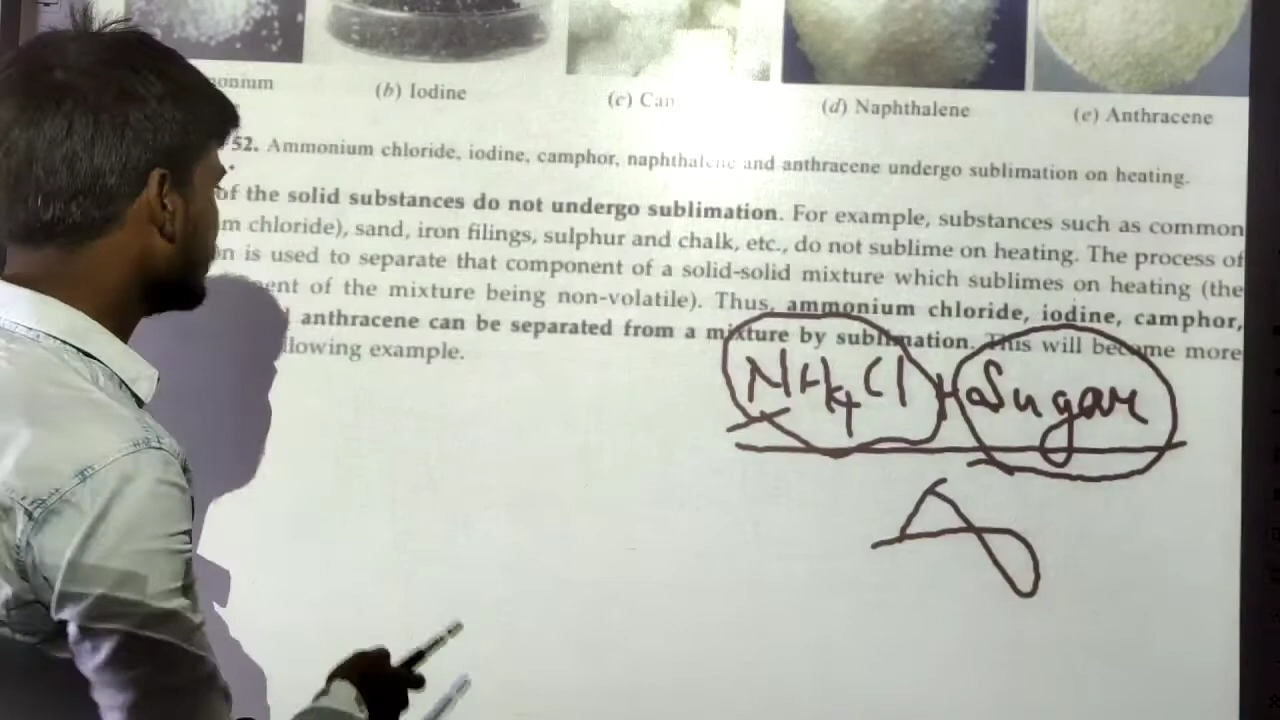 (b) Iodine
(c) Cam
(d) Naphthalene
(e) Anthracene
52. Ammonium chloride, iodine, camphor, naphthalene and anthracene undergo sublimation on heating.
of the solid substances do not undergo sublimation. For example, substances such as common
chloride), sand, iron filings, sulphur and chalk, etc., do not sublime on heating. The process of
is used to separate that component of a solid-solid mixture which sublimes on heating (the
of the mixture being non-volatile). Thus, ammonium chloride, iodine, camphor,
anthracene can be separated from a mixture by sublimation. This will become more
example.
NH4Cl + Sugar